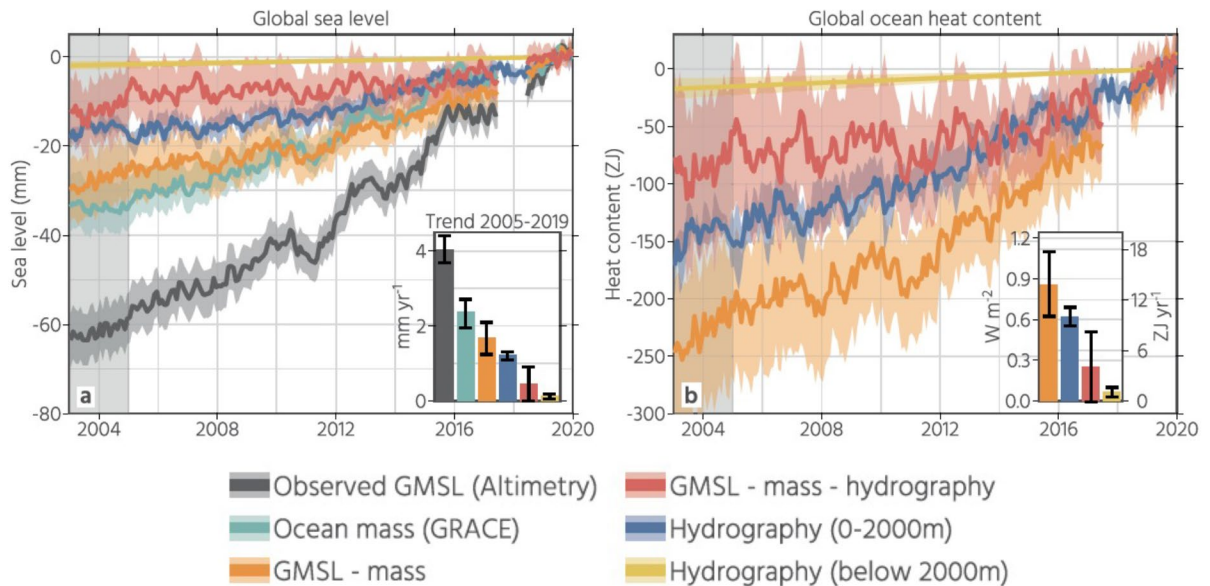 Global sea level
Global ocean heat content
Sea level (mm)
0
-20
-40
-60
-80
2004
2008
2012
2016
2020
a
Trend 2005-2019
mm yr⁻¹
4
2
0
Heat content (ZJ)
0
-50
-100
-150
-200
-250
-300
2004
2008
2012
2016
2020
b
W m⁻²
1.2
0.9
0.6
0.3
0.0
ZJ yr⁻¹
18
12
6
0
Observed GMSL (Altimetry)
Ocean mass (GRACE)
GMSL - mass
GMSL - mass - hydrography
Hydrography (0-2000m)
Hydrography (below 2000m)